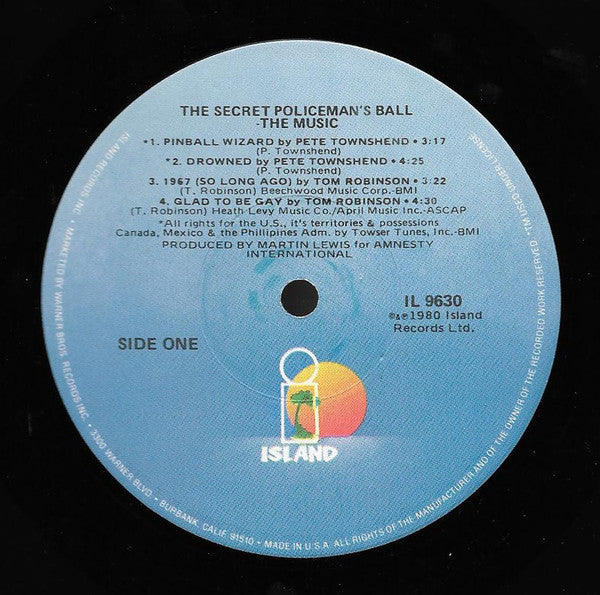 THE SECRET POLICEMAN'S BALL
-THE MUSIC
*1. PINBALL WIZARD by PETE TOWNSHEND • 3:17
(P. Townshend)
*2. DROWNED by PETE TOWNSHEND • 4:25
(P. Townshend)
3. 1967 (SO LONG AGO) by TOM ROBINSON • 3:22
(T. Robinson) Beechwood Music Corp.-BMI
4. GLAD TO BE GAY by TOM ROBINSON • 4:30
(T. Robinson) Heath Levy Music Co./April Music Inc.-ASCAP
*All rights for the U.S., it's territories & possessions
Canada, Mexico & the Philipines Adm. by Towser Tunes, Inc.-BMI
PRODUCED BY MARTIN LEWIS for AMNESTY
INTERNATIONAL
IL 9630
©&℗1980 Island
Records Ltd.
SIDE ONE
ISLAND
ISLAND RECORDS INC. • MARKETED BY WARNER BROS. RECORDS INC. • 3300 WARNER BLVD. • BURBANK, CALIF. 91510 • MADE IN U.S.A. ALL RIGHTS OF THE MANUFACTURER AND OF THE OWNER OF THE RECORDED WORK RESERVED. USED UNDER LICENSE.